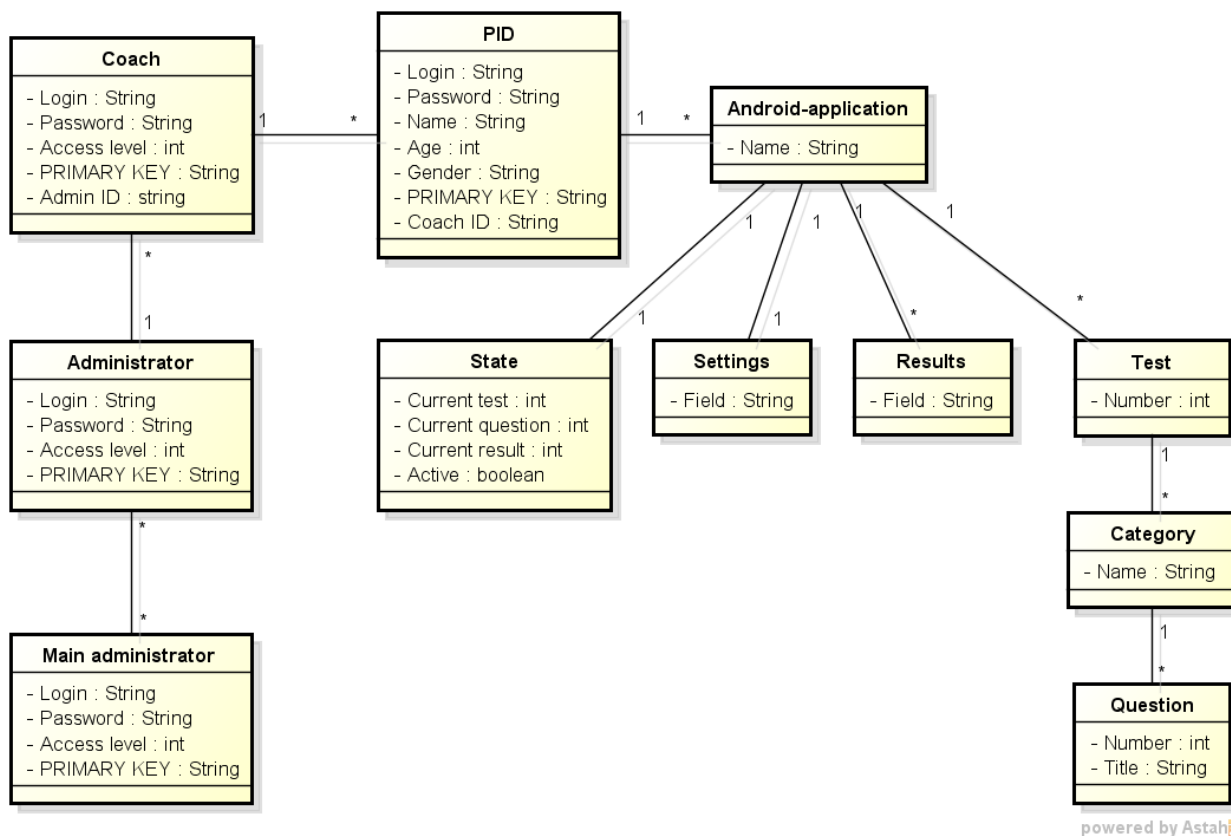 Coach
- Login : String
- Password : String
- Access level : int
- PRIMARY KEY : String
- Admin ID : string
1
*
PID
- Login : String
- Password : String
- Name : String
- Age : int
- Gender : String
- PRIMARY KEY : String
- Coach ID : String
1
*
Android-application
- Name : String
1
1
1
1
*
1
1
1
*
*
Administrator
- Login : String
- Password : String
- Access level : int
- PRIMARY KEY : String
State
- Current test : int
- Current question : int
- Current result : int
- Active : boolean
Settings
- Field : String
Results
- Field : String
Test
- Number : int
1
*
Category
- Name : String
1
*
Question
- Number : int
- Title : String
*
*
Main administrator
- Login : String
- Password : String
- Access level : int
- PRIMARY KEY : String
powered by Astah